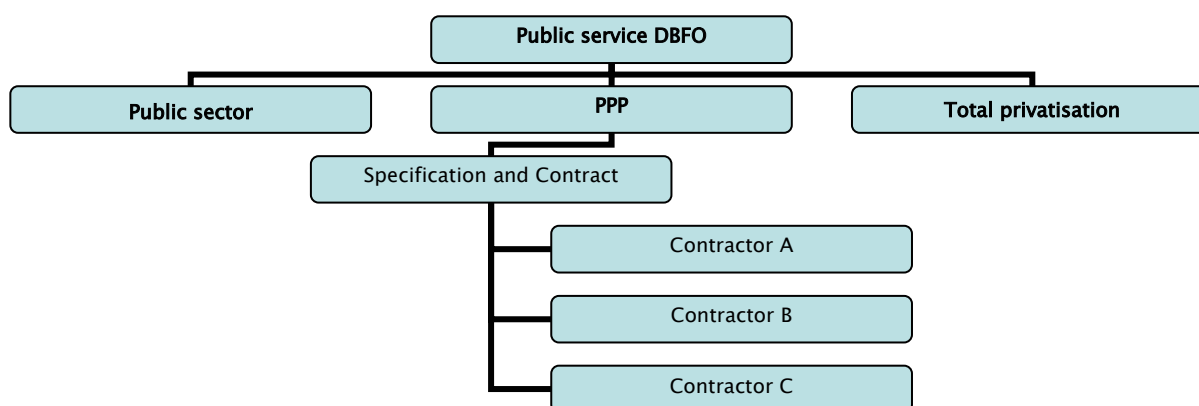 Public service DBFO
Public sector
PPP
Total privatisation
Specification and Contract
Contractor A
Contractor B
Contractor C